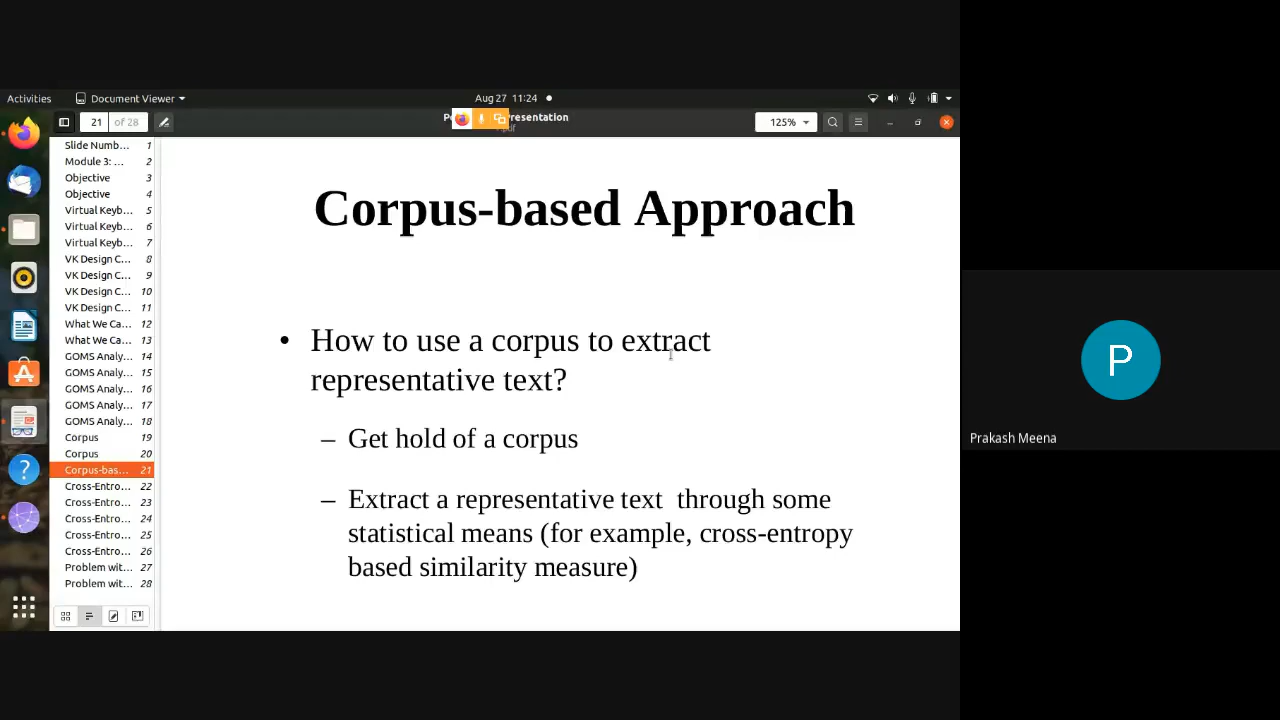 Activities
Document Viewer
Aug 27 11:24
21 of 28
Presentation
125%
Slide Numb... 1
Module 3: ... 2
Objective 3
Objective 4
Virtual Keyb... 5
Virtual Keyb... 6
Virtual Keyb... 7
VK Design C... 8
VK Design C... 9
VK Design C... 10
VK Design C... 11
What We Ca... 12
What We Ca... 13
GOMS Analy... 14
GOMS Analy... 15
GOMS Analy... 16
GOMS Analy... 17
GOMS Analy... 18
Corpus 19
Corpus 20
Corpus-bas... 21
Cross-Entro... 22
Cross-Entro... 23
Cross-Entro... 24
Cross-Entro... 25
Cross-Entro... 26
Problem wit... 27
Problem wit... 28
Corpus-based Approach
• How to use a corpus to extract
representative text?
– Get hold of a corpus
– Extract a representative text through some
statistical means (for example, cross-entropy
based similarity measure)
P
Prakash Meena